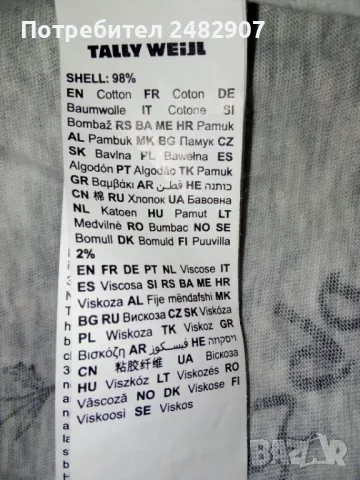 Потребител 2482907
TALLY WEiJL
SHELL: 98%
EN Cotton FR Coton DE
Baumwolle IT Cotone SI
Bombaž RS BA ME HR Pamuk
AL Pambuk MK BG Памук CZ
SK Bavlna PL Bawełna ES
Algodón PT Algodão TK Pamuk
GR Βαμβάκι AR قطن HE כותנה
CN 棉 RU Хлопок UA Бавовна
NL Katoen HU Pamut LT
Medvilnė RO Bumbac NO SE
Bomull DK Bomuld FI Puuvilla
2%
EN FR DE PT NL Viscose IT
ES Viscosa SI RS BA ME HR
Viskoza AL Fije mëndafshi MK
BG RU Вискоза CZ SK Viskóza
PL Wiskoza TK Viskoz GR
Βισκόζη AR فيسكوز HE ויסקוזה
CN 粘胶纤维 UA Віскоза
HU Viszkóz LT Viskozės RO
Vâscoză NO DK Viskose FI
Viskoosi SE Viskos
BAZAR